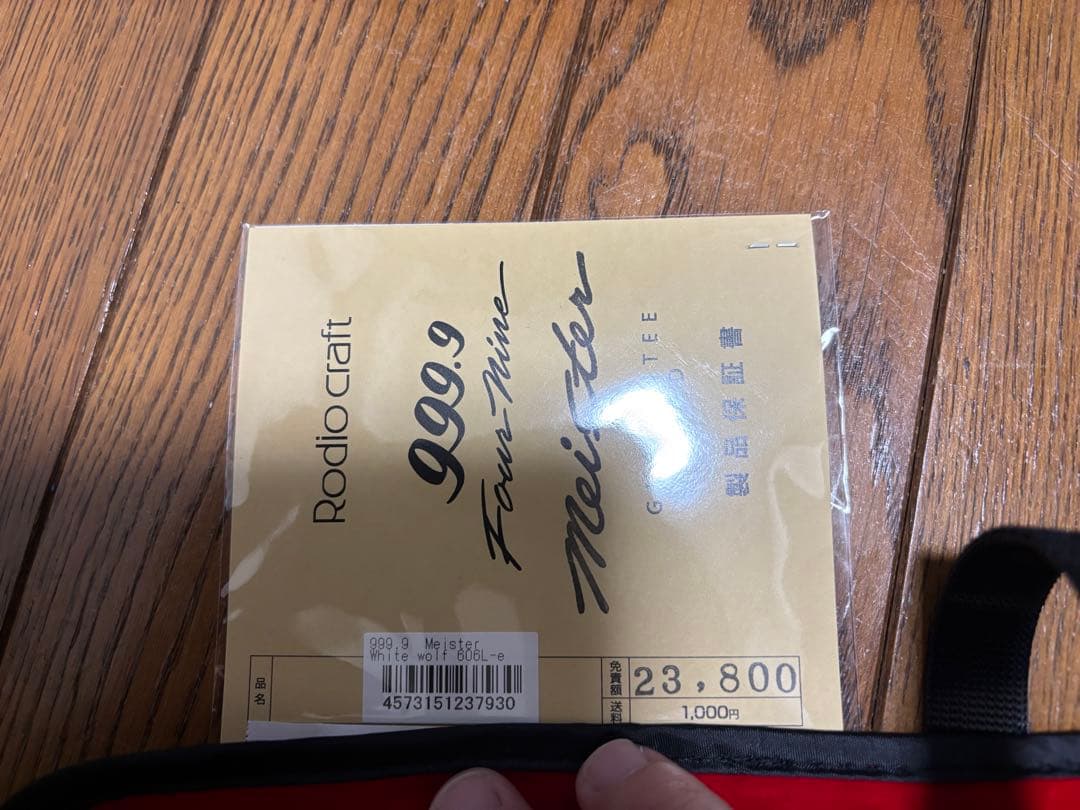 Rodio craft
999.9
Four Nine
Meister
製品保証書
品名
999.9 Meister
White wolf 606L-e
4573151237930
免責額
23,800
送料
1,000円